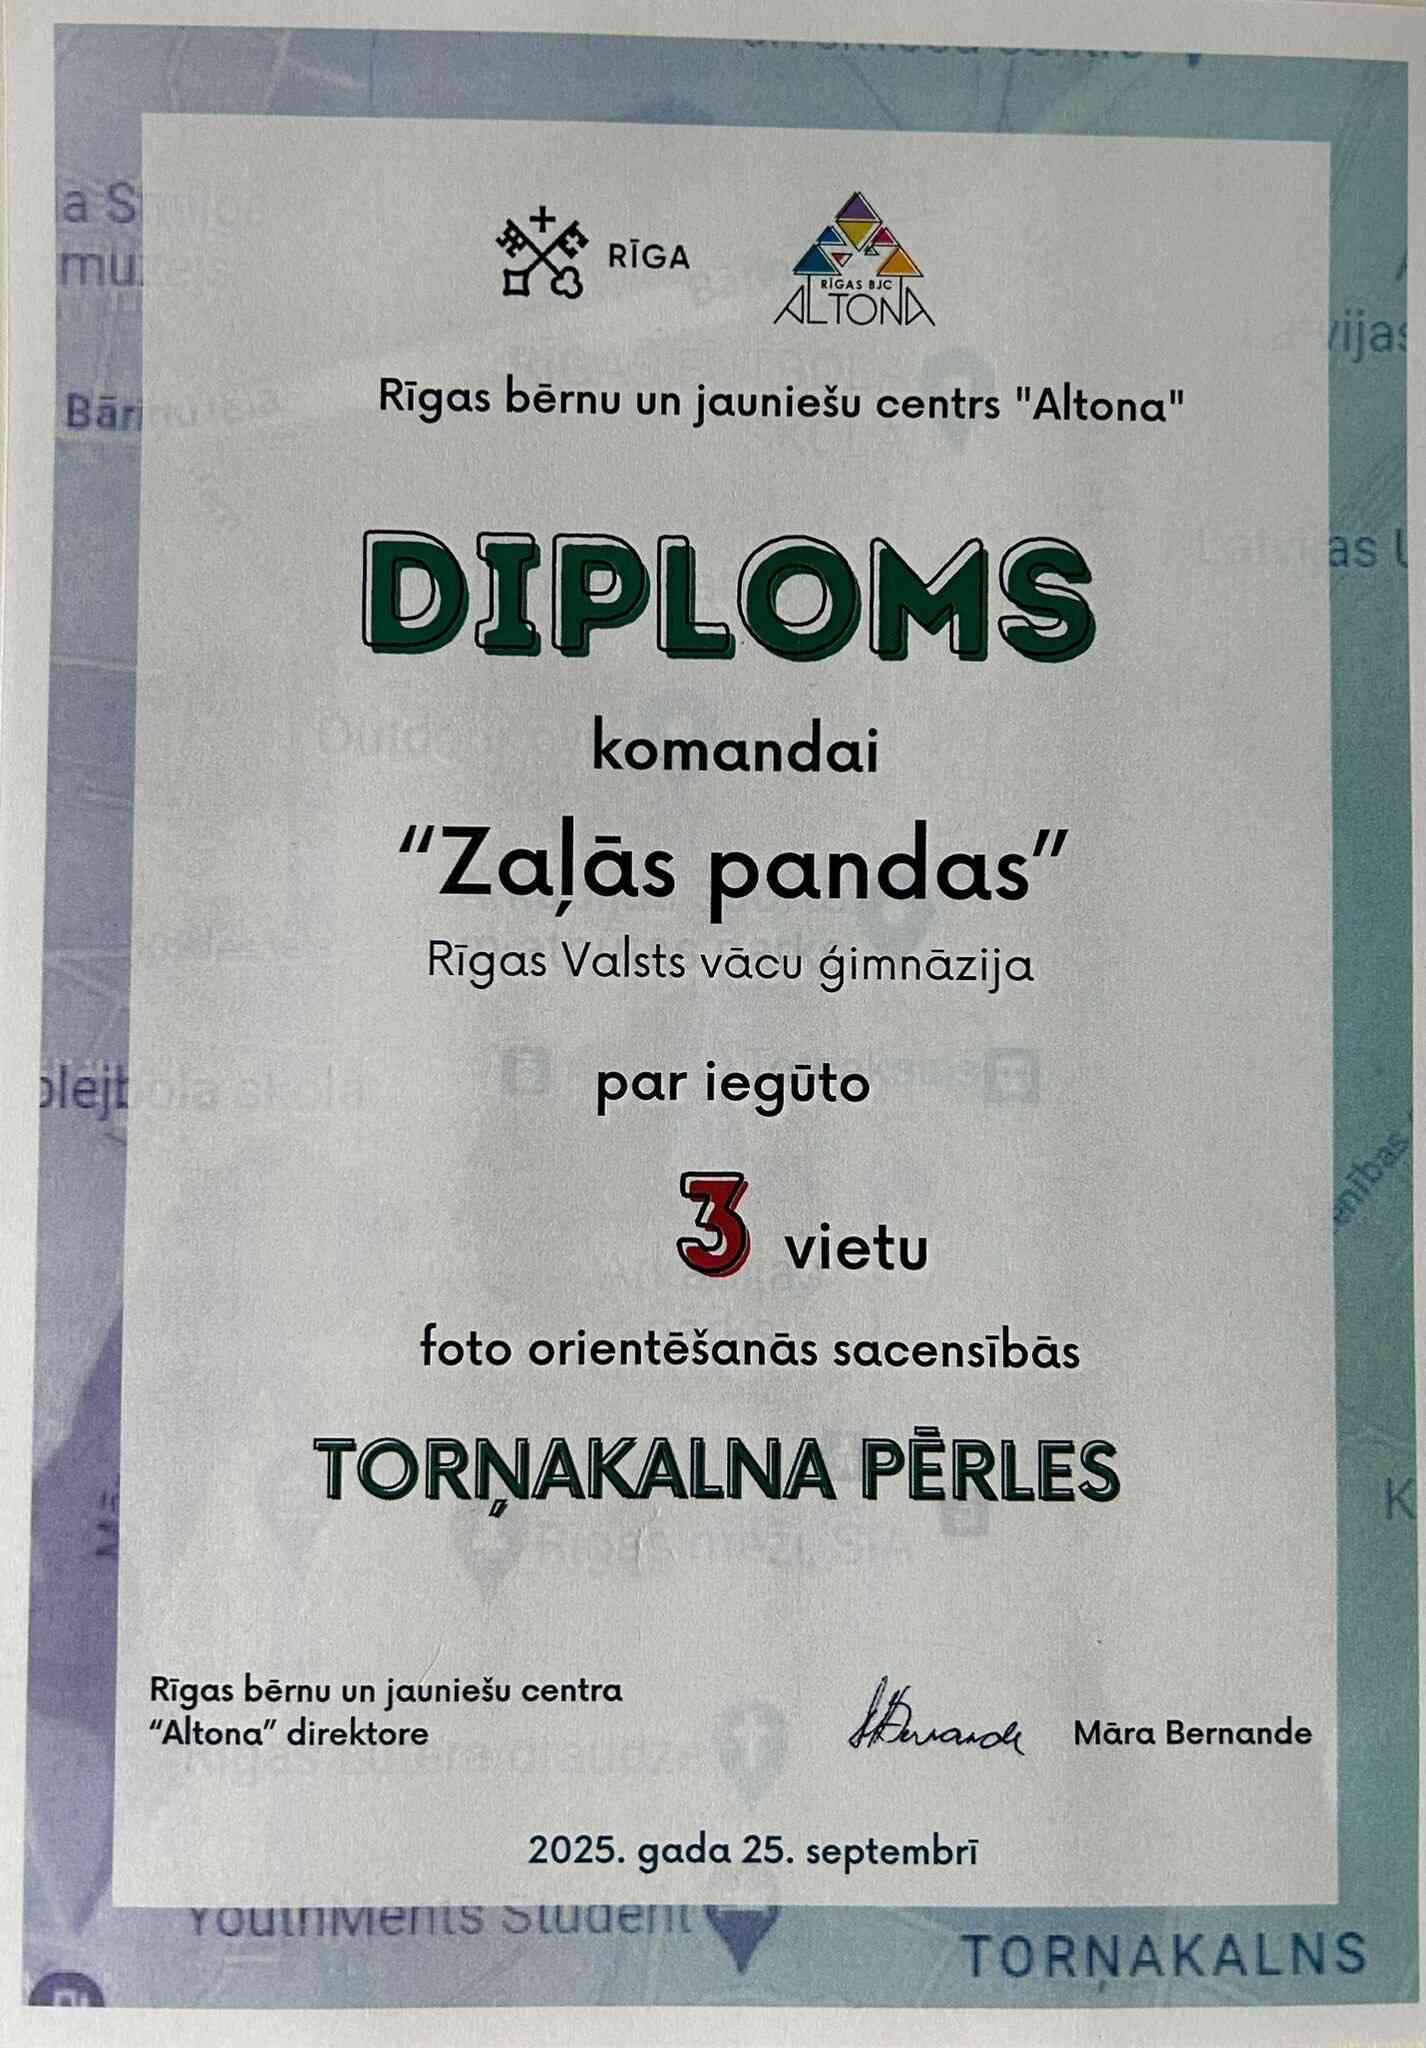 RĪGA
RĪGAS BJC
ALTONA
Rīgas bērnu un jauniešu centrs "Altona"
DIPLOMS
komandai
“Zaļās pandas”
Rīgas Valsts vācu ģimnāzija
par iegūto
3 vietu
foto orientēšanās sacensībās
TORŅAKALNA PĒRLES
Rīgas bērnu un jauniešu centra
“Altona” direktore
Māra Bernande
2025. gada 25. septembrī
YouthMents Student
TORŅAKALNS